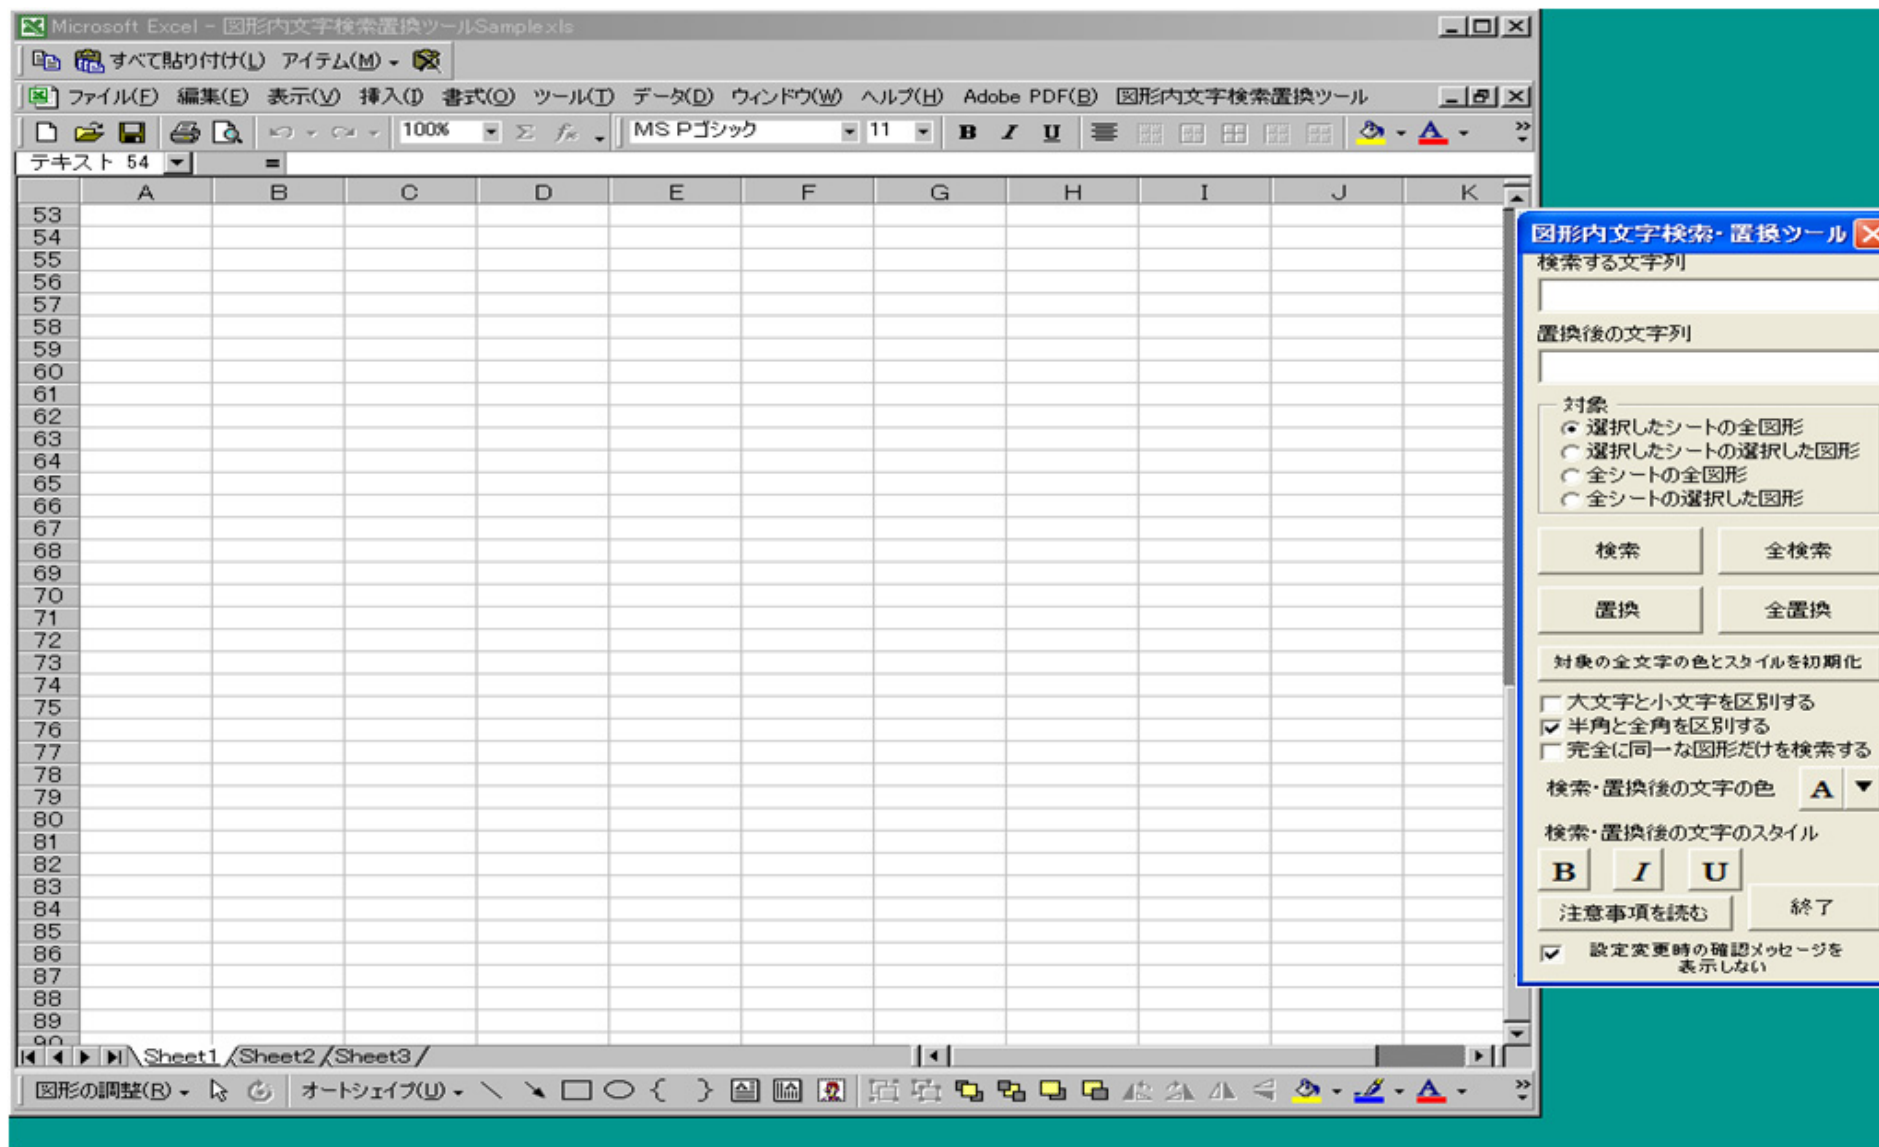 Microsoft Excel - 図形内文字検索置換ツールSample.xls
すべて貼り付け(L) アイテム(M)
ファイル(F) 編集(E) 表示(V) 挿入(I) 書式(O) ツール(T) データ(D) ウィンドウ(W) ヘルプ(H) Adobe PDF(B) 図形内文字検索置換ツール
100% Σ fx MS Pゴシック 11 B I U A
テキスト 54 =
A B C D E F G H I J K
53
54
55
56
57
58
59
60
61
62
63
64
65
66
67
68
69
70
71
72
73
74
75
76
77
78
79
80
81
82
83
84
85
86
87
88
89
90
Sheet1 Sheet2 Sheet3
図形の調整(R) オートシェイプ(U) A
図形内文字検索・置換ツール
検索する文字列
置換後の文字列
対象
選択したシートの全図形
選択したシートの選択した図形
全シートの全図形
全シートの選択した図形
検索 全検索
置換 全置換
対象の全文字の色とスタイルを初期化
大文字と小文字を区別する
半角と全角を区別する
完全に同一な図形だけを検索する
検索・置換後の文字の色 A
検索・置換後の文字のスタイル
B I U
注意事項を読む 終了
設定変更時の確認メッセージを
表示しない